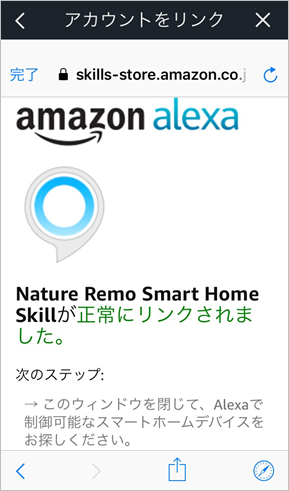 アカウントをリンク
完了 skills-store.amazon.co.j
amazon alexa
Nature Remo Smart Home
Skillが正常にリンクされま
した。
次のステップ:
→ このウィンドウを閉じて、Alexaで
制御可能なスマートホームデバイスを
お探しください。